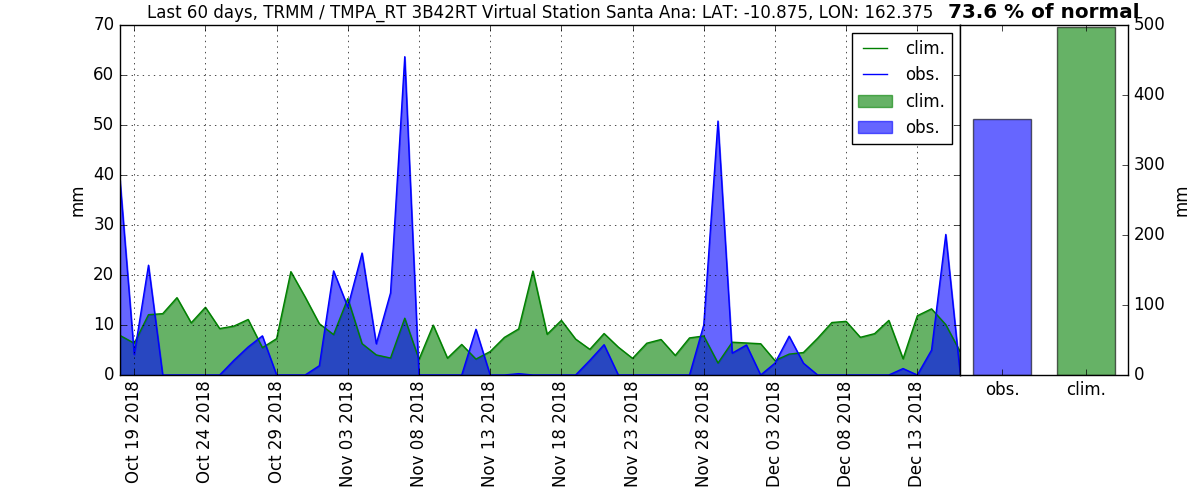 Last 60 days, TRMM / TMPA_RT 3B42RT Virtual Station Santa Ana: LAT: -10.875, LON: 162.375
73.6 % of normal
70
60
50
40
30
20
10
0
mm
clim.
obs.
clim.
obs.
500
400
300
200
100
0
mm
obs.
clim.
Oct 19 2018
Oct 24 2018
Oct 29 2018
Nov 03 2018
Nov 08 2018
Nov 13 2018
Nov 18 2018
Nov 23 2018
Nov 28 2018
Dec 03 2018
Dec 08 2018
Dec 13 2018